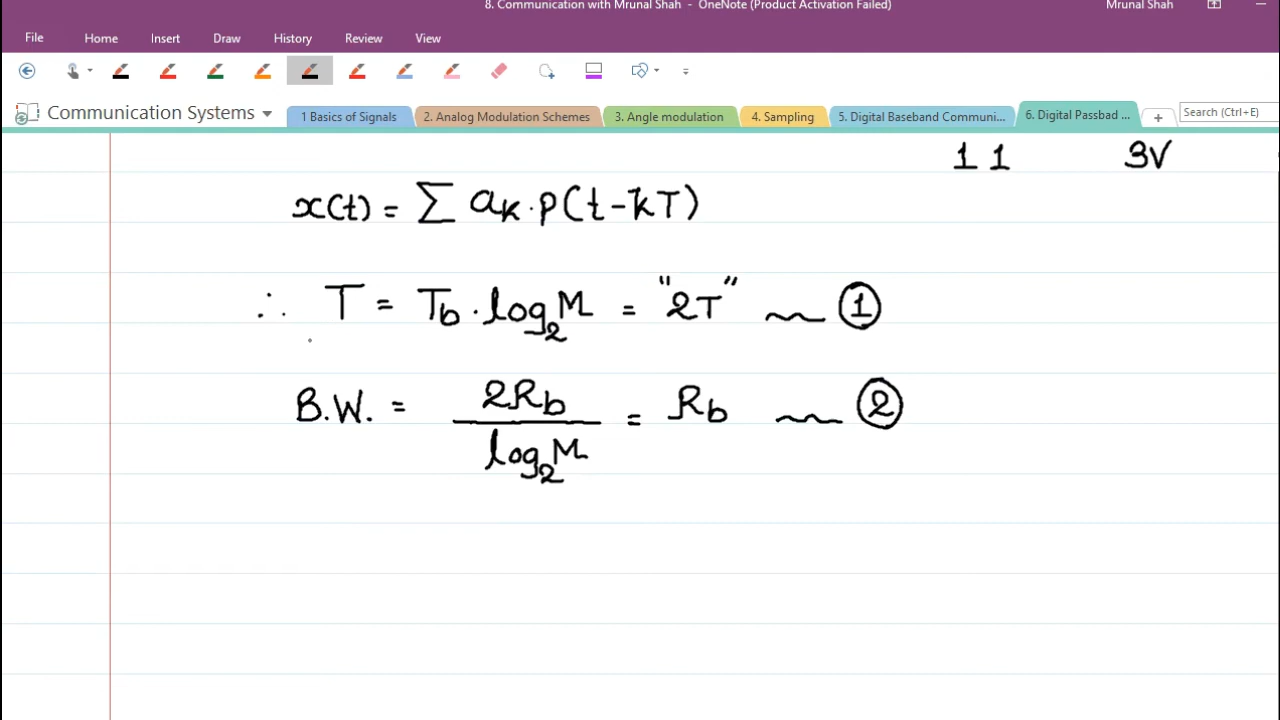 8. Communication with Mrunal Shah - OneNote (Product Activation Failed) Mrunal Shah
File Home Insert Draw History Review View
Communication Systems 1 Basics of Signals 2. Analog Modulation Schemes 3. Angle modulation 4. Sampling 5. Digital Baseband Communi... 6. Digital Passbad ... + Search (Ctrl+E)
1 1 3V
x(t) = ∑ aₖ · p(t-kT)
∴ T = T_b · log₂M = "2T" ~~ ①
B.W. = 2R_b / log₂M = R_b ~~ ②